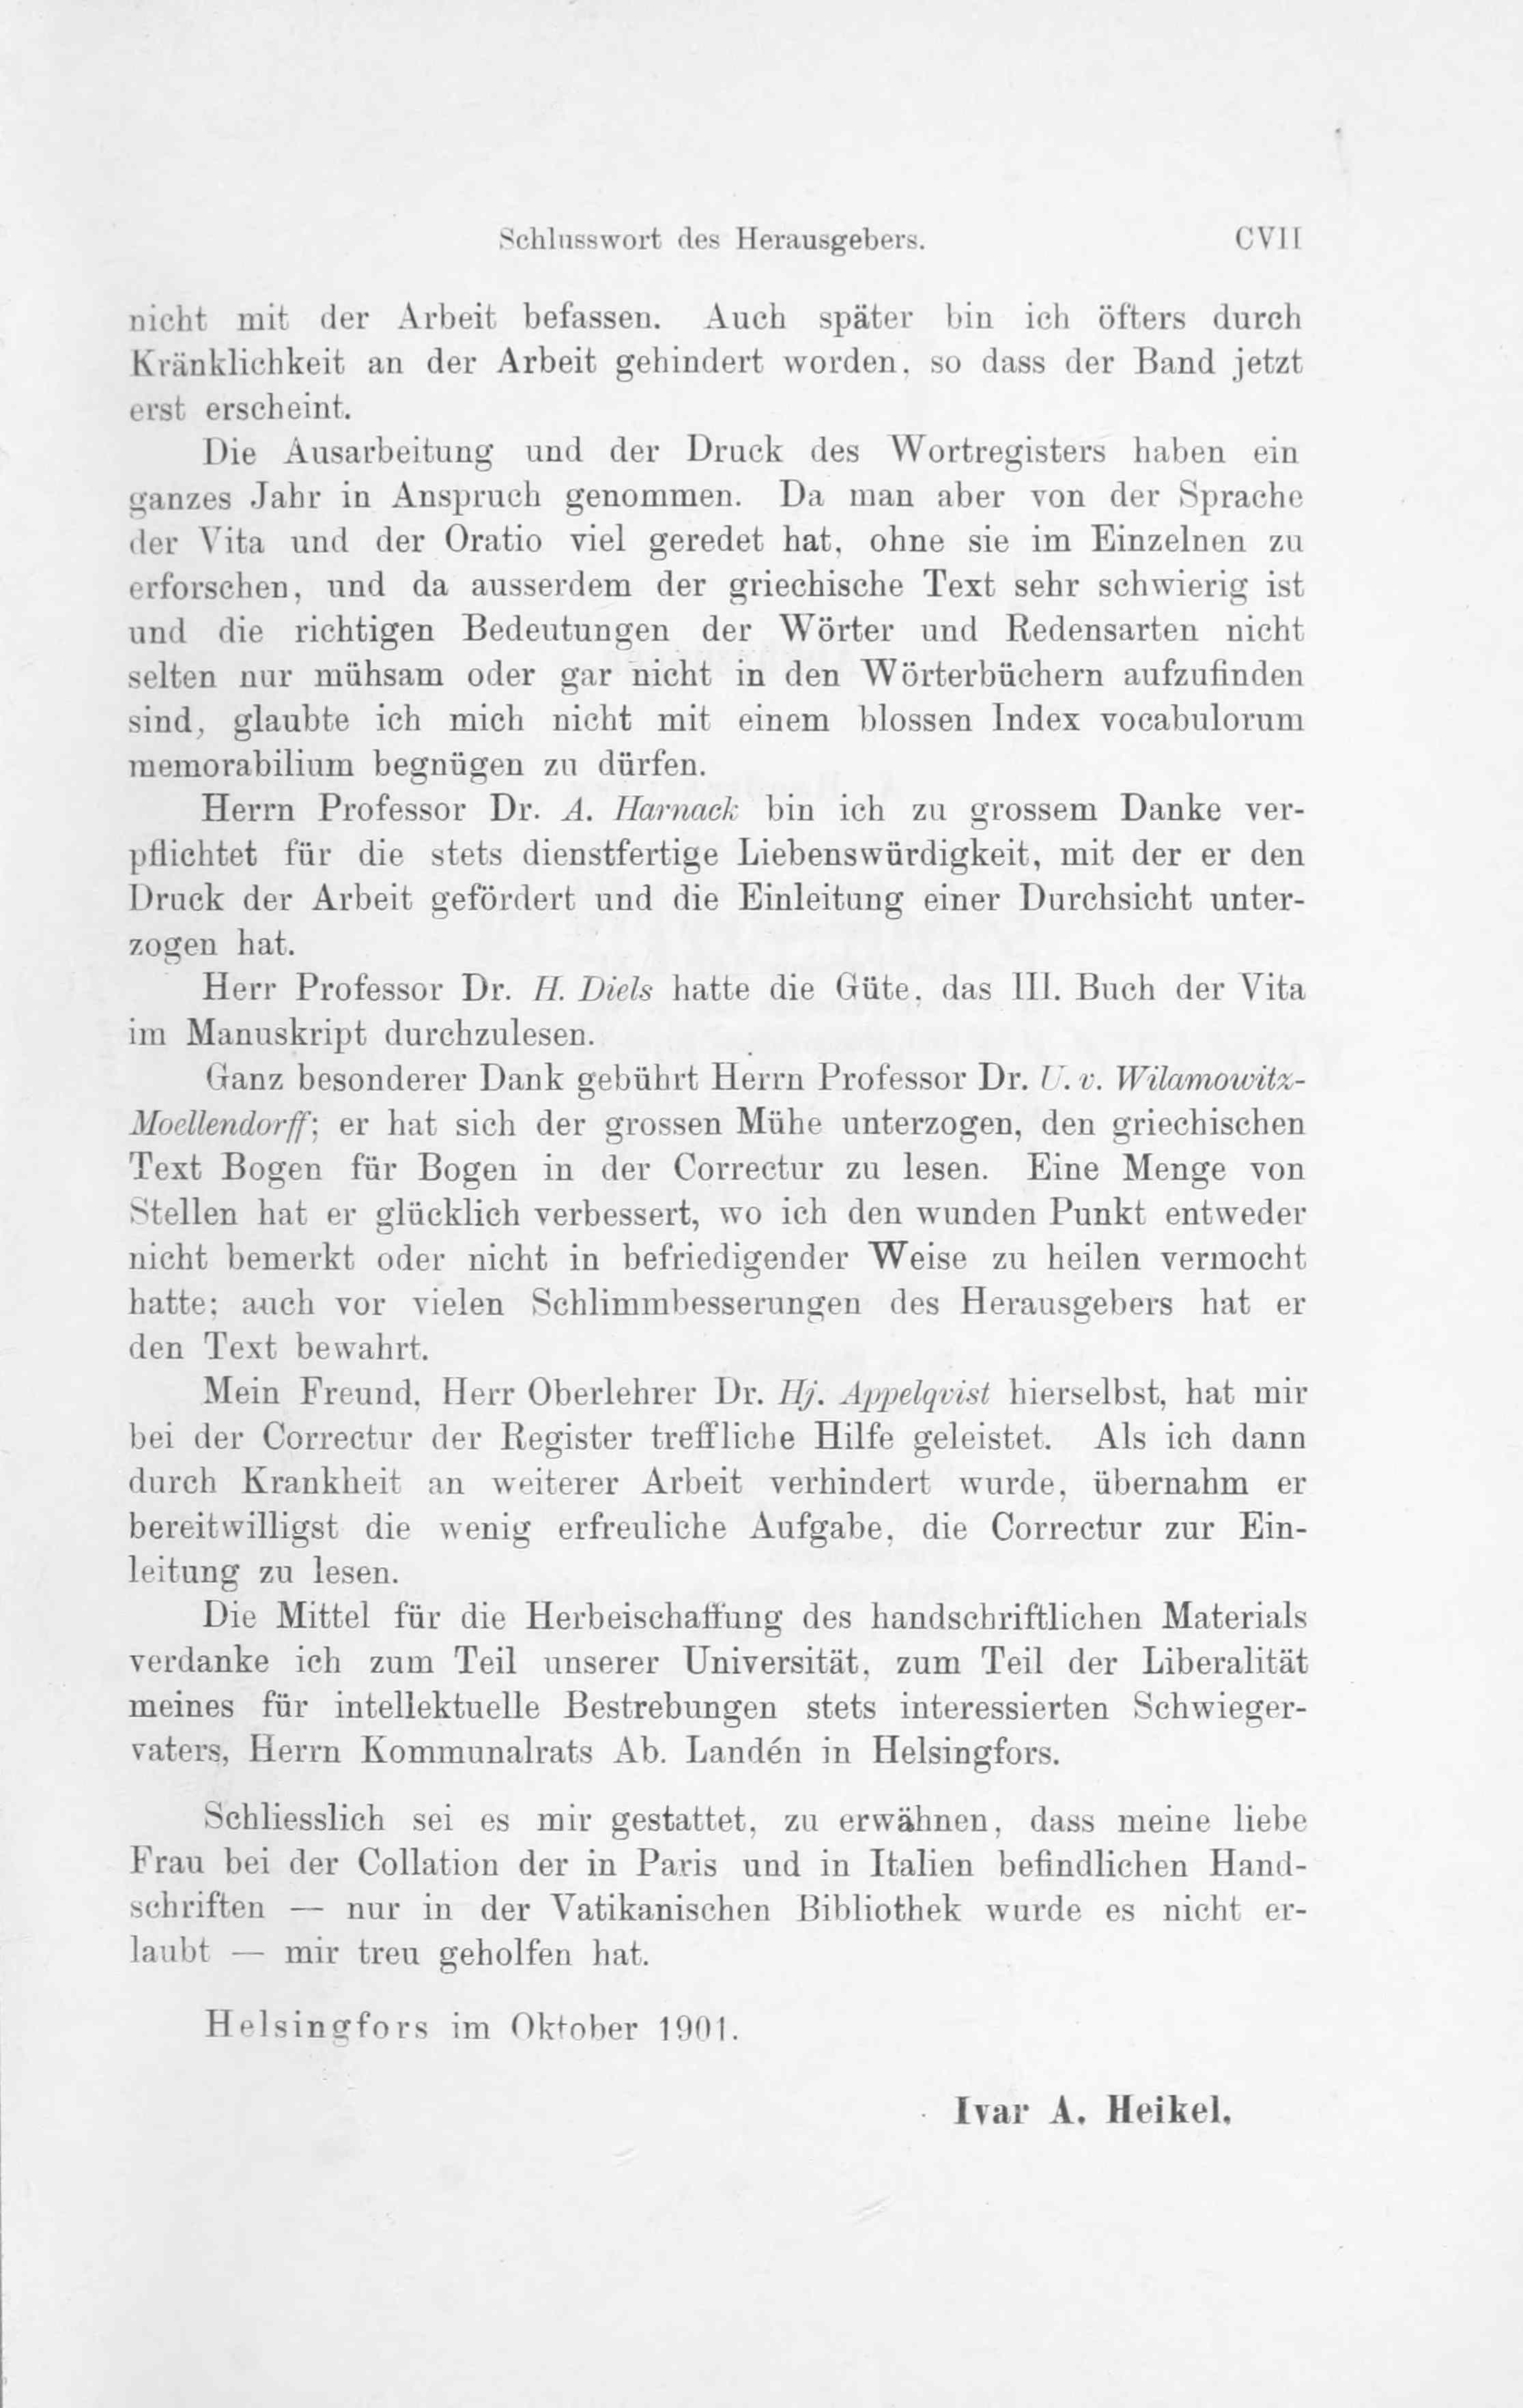 Schlusswort des Herausgebers. CVII
nicht mit der Arbeit befassen. Auch später bin ich öfters durch
Kränklichkeit an der Arbeit gehindert worden, so dass der Band jetzt
erst erscheint.
Die Ausarbeitung und der Druck des Wortregisters haben ein
ganzes Jahr in Anspruch genommen. Da man aber von der Sprache
der Vita und der Oratio viel geredet hat, ohne sie im Einzelnen zu
erforschen, und da ausserdem der griechische Text sehr schwierig ist
und die richtigen Bedeutungen der Wörter und Redensarten nicht
selten nur mühsam oder gar nicht in den Wörterbüchern aufzufinden
sind, glaubte ich mich nicht mit einem blossen Index vocabulorum
memorabilium begnügen zu dürfen.
Herrn Professor Dr. A. Harnack bin ich zu grossem Danke ver-
pflichtet für die stets dienstfertige Liebenswürdigkeit, mit der er den
Druck der Arbeit gefördert und die Einleitung einer Durchsicht unter-
zogen hat.
Herr Professor Dr. H. Diels hatte die Güte, das III. Buch der Vita
im Manuskript durchzulesen.
Ganz besonderer Dank gebührt Herrn Professor Dr. U. v. Wilamowitz-
Moellendorff; er hat sich der grossen Mühe unterzogen, den griechischen
Text Bogen für Bogen in der Correctur zu lesen. Eine Menge von
Stellen hat er glücklich verbessert, wo ich den wunden Punkt entweder
nicht bemerkt oder nicht in befriedigender Weise zu heilen vermocht
hatte; auch vor vielen Schlimmbesserungen des Herausgebers hat er
den Text bewahrt.
Mein Freund, Herr Oberlehrer Dr. Hj. Appelqvist hierselbst, hat mir
bei der Correctur der Register treffliche Hilfe geleistet. Als ich dann
durch Krankheit an weiterer Arbeit verhindert wurde, übernahm er
bereitwilligst die wenig erfreuliche Aufgabe, die Correctur zur Ein-
leitung zu lesen.
Die Mittel für die Herbeischaffung des handschriftlichen Materials
verdanke ich zum Teil unserer Universität, zum Teil der Liberalität
meines für intellektuelle Bestrebungen stets interessierten Schwieger-
vaters, Herrn Kommunalrats Ab. Landén in Helsingfors.
Schliesslich sei es mir gestattet, zu erwähnen, dass meine liebe
Frau bei der Collation der in Paris und in Italien befindlichen Hand-
schriften — nur in der Vatikanischen Bibliothek wurde es nicht er-
laubt — mir treu geholfen hat.
Helsingfors im Oktober 1901.
Ivar A. Heikel.